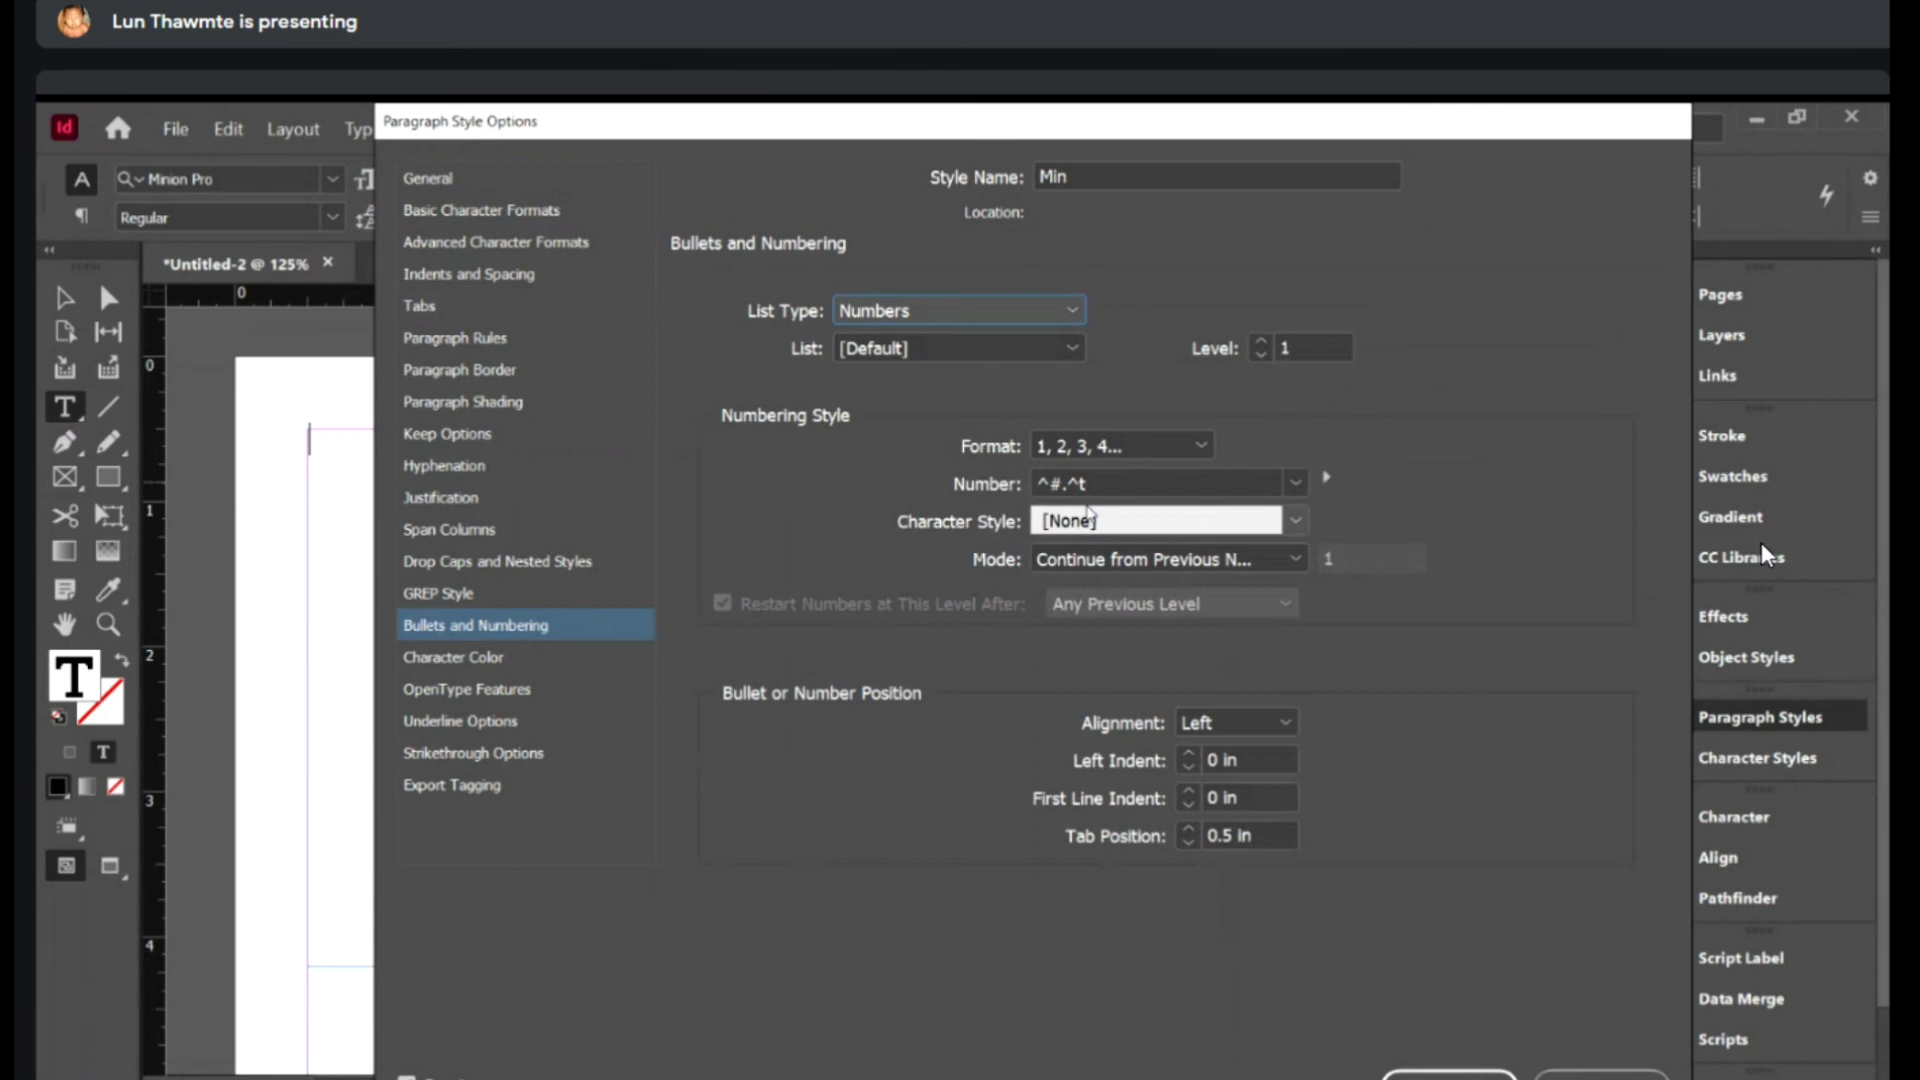 Lun Thawmte is presenting
Id File Edit Layout Typ
Paragraph Style Options
A Minion Pro
Regular
*Untitled-2 @ 125% ×
0
0
1
2
3
4
T
General
Basic Character Formats
Advanced Character Formats
Indents and Spacing
Tabs
Paragraph Rules
Paragraph Border
Paragraph Shading
Keep Options
Hyphenation
Justification
Span Columns
Drop Caps and Nested Styles
GREP Style
Bullets and Numbering
Character Color
OpenType Features
Underline Options
Strikethrough Options
Export Tagging
Style Name: Min
Location:
Bullets and Numbering
List Type: Numbers
List: [Default] Level: 1
Numbering Style
Format: 1, 2, 3, 4...
Number: ^#.^t
Character Style: [None]
Mode: Continue from Previous N... 1
Restart Numbers at This Level After: Any Previous Level
Bullet or Number Position
Alignment: Left
Left Indent: 0 in
First Line Indent: 0 in
Tab Position: 0.5 in
Pages
Layers
Links
Stroke
Swatches
Gradient
CC Libraries
Effects
Object Styles
Paragraph Styles
Character Styles
Character
Align
Pathfinder
Script Label
Data Merge
Scripts